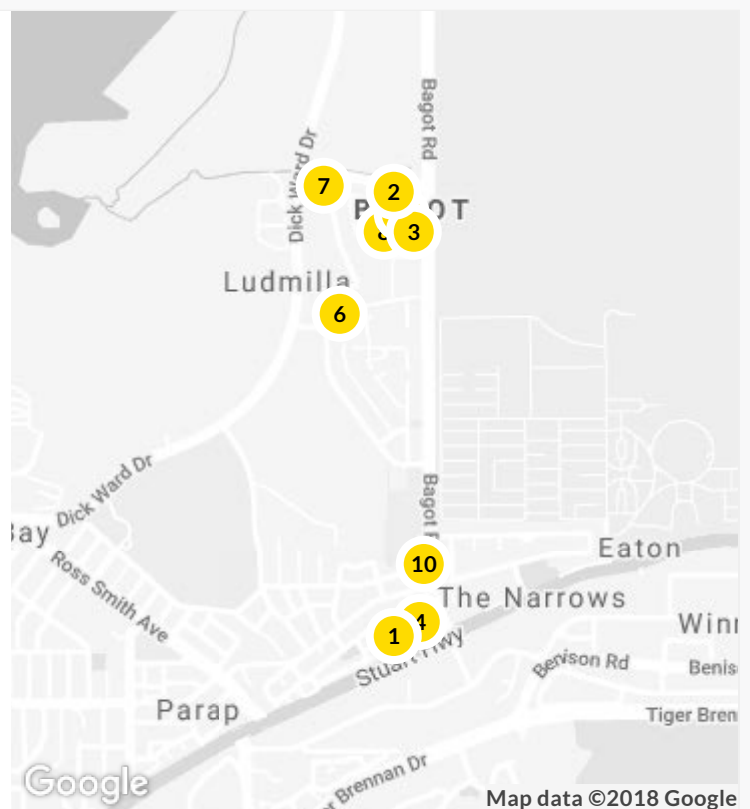 Bagot Rd
Dick Ward Dr
7
2
3
Ludmilla
6
Bagot
Dick Ward Dr
Bay
Eaton
10
Ross Smith Ave
The Narrows
4
1
Stuart Hwy
Benison Rd
Parap
Tiger Bren
Brennan Dr
Google
Map data ©2018 Google